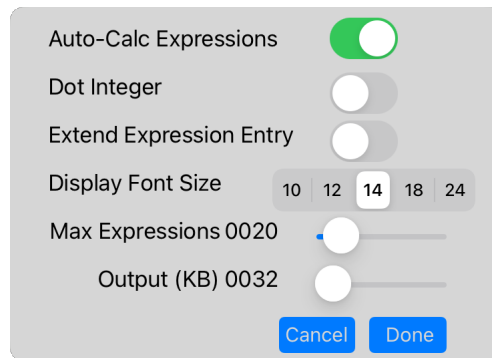 Auto-Calc Expressions
Dot Integer
Extend Expression Entry
Display Font Size 10 12 14 18 24
Max Expressions 0020
Output (KB) 0032
Cancel Done